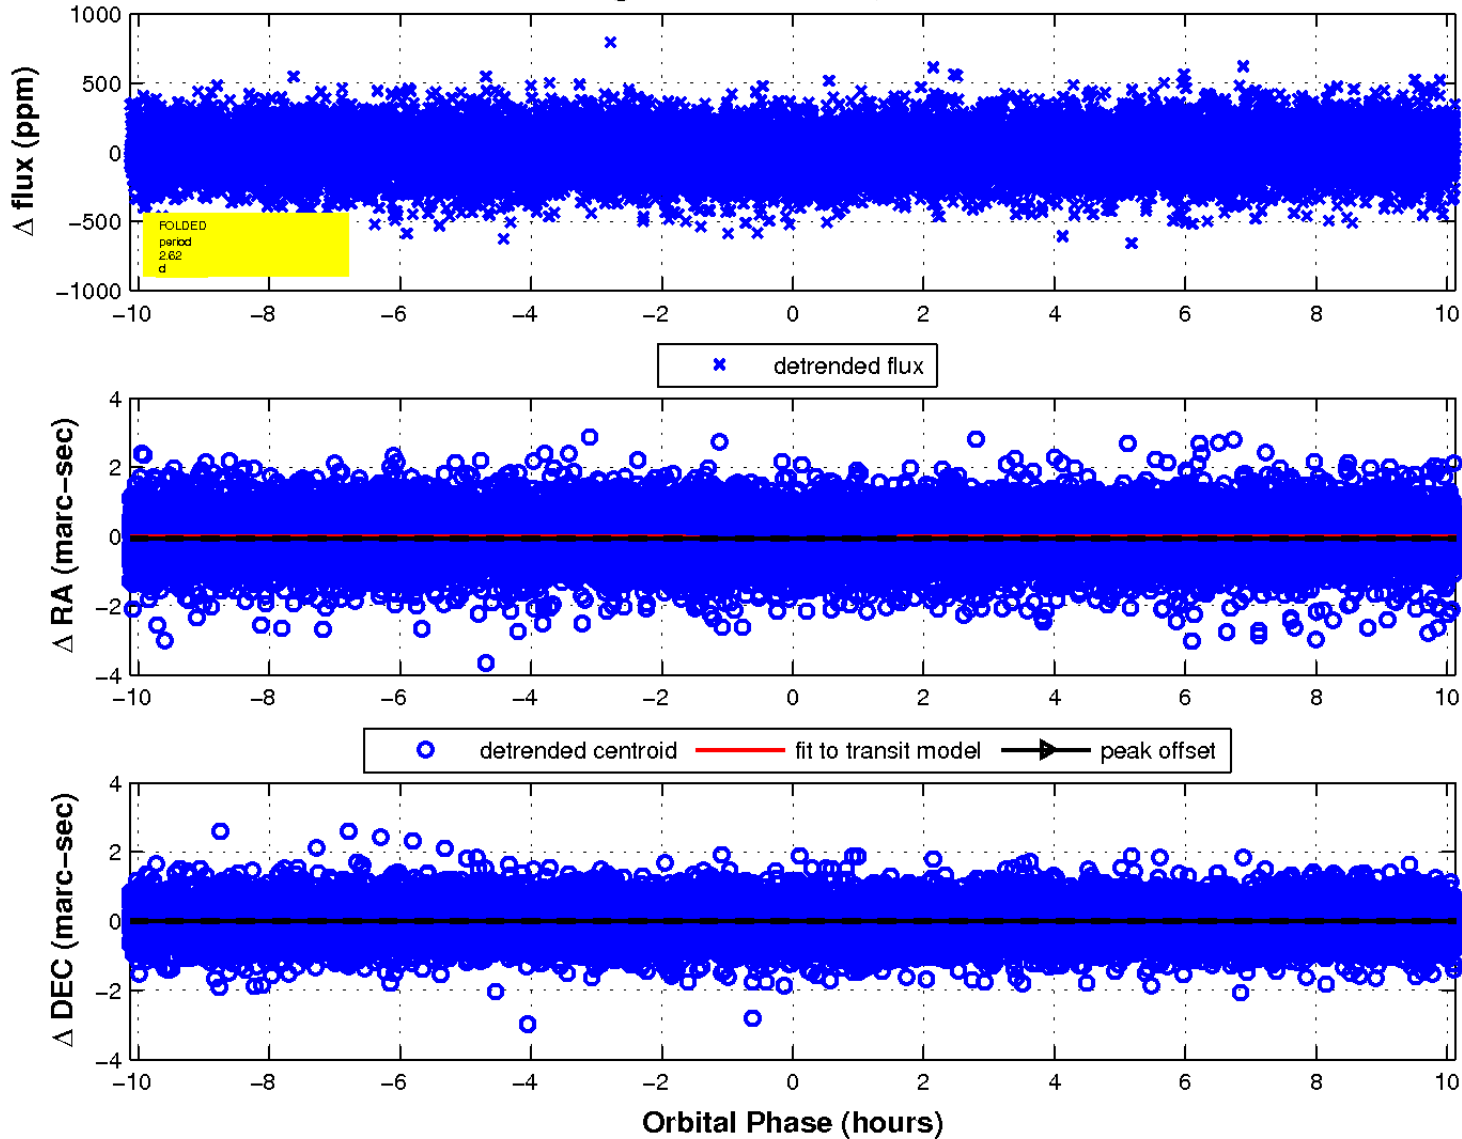 1000
500
0
−500
−1000
Δ flux (ppm)
FOLDED
period
2.62
d
−10 −8 −6 −4 −2 0 2 4 6 8 10
detrended flux
4
2
0
−2
−4
Δ RA (marc−sec)
−10 −8 −6 −4 −2 0 2 4 6 8 10
detrended centroid fit to transit model peak offset
4
2
0
−2
−4
Δ DEC (marc−sec)
−10 −8 −6 −4 −2 0 2 4 6 8 10
Orbital Phase (hours)